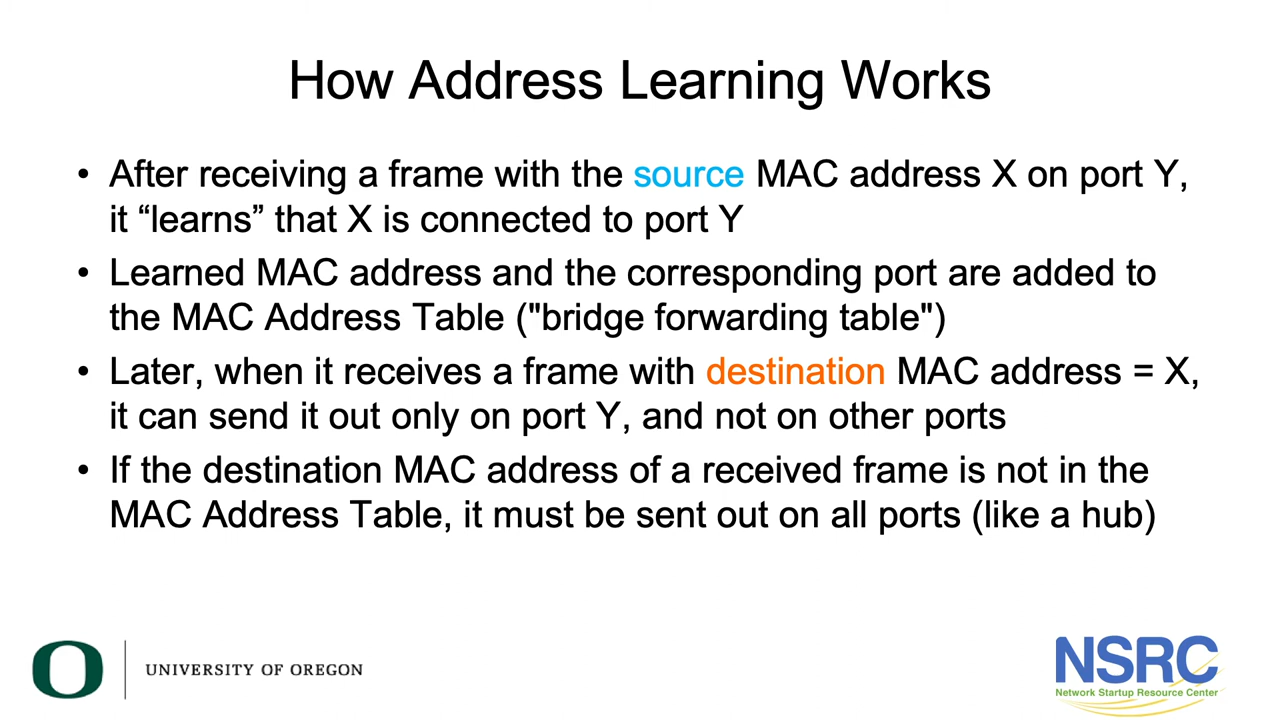 How Address Learning Works
• After receiving a frame with the source MAC address X on port Y,
it “learns” that X is connected to port Y
• Learned MAC address and the corresponding port are added to
the MAC Address Table ("bridge forwarding table")
• Later, when it receives a frame with destination MAC address = X,
it can send it out only on port Y, and not on other ports
• If the destination MAC address of a received frame is not in the
MAC Address Table, it must be sent out on all ports (like a hub)
O
UNIVERSITY OF OREGON
NSRC
Network Startup Resource Center